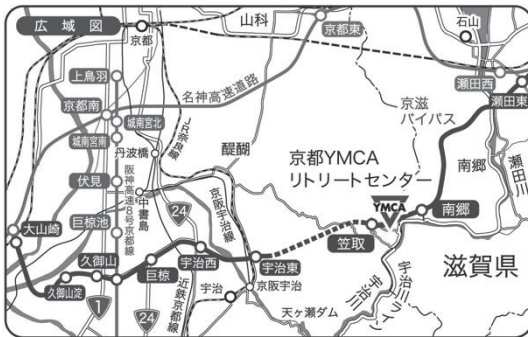 広域図
京都
山科
京都東
石山
瀬田西
瀬田東
上鳥羽
名神高速道路
京都南
城南宮北
城南宮南
JR奈良線
京滋
バイパス
瀬田川
丹波橋
醍醐
京都YMCA
リトリートセンター
南郷
伏見
阪神高速8号京都線
中書島
24
京阪宇治線
YMCA
南郷
大山崎
巨椋池
笠取
滋賀県
久御山
巨椋
宇治西
宇治東
宇治川ライン
宇治川
久御山淀
1
24
近鉄京都線
宇治
京阪宇治
天ヶ瀬ダム